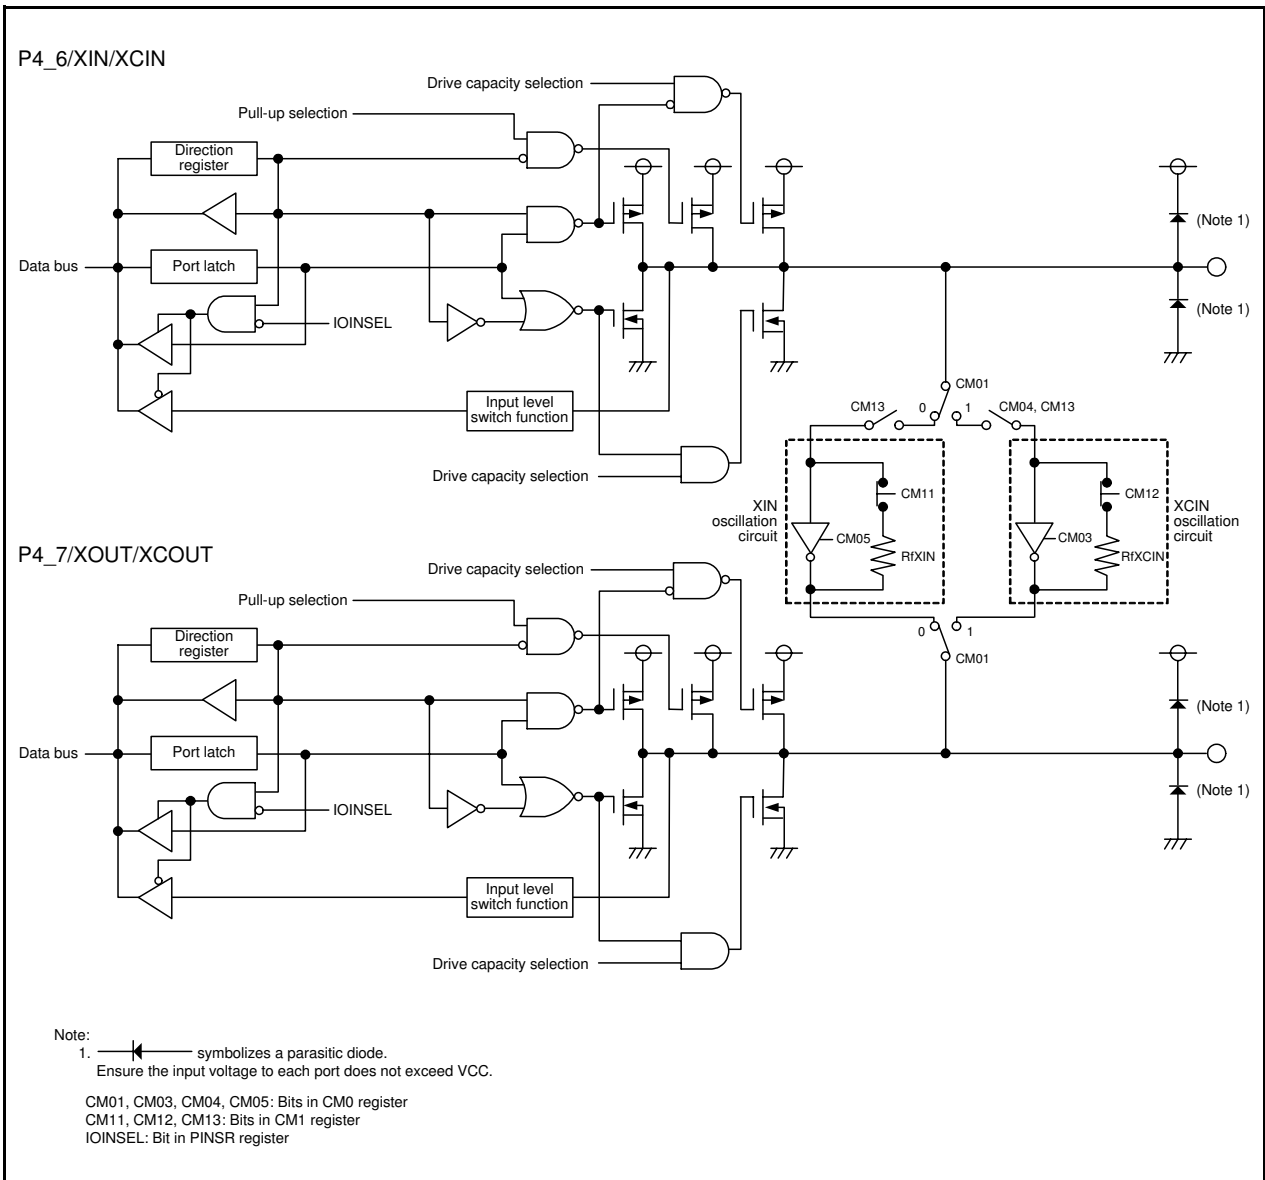 P4_6/XIN/XCIN
Drive capacity selection
Pull-up selection
Direction
register
(Note 1)
Data bus
Port latch
(Note 1)
IOINSEL
CM01
Input level
switch function
CM13
0
1
CM04, CM13
Drive capacity selection
CM11
CM12
XIN
oscillation
circuit
XCIN
oscillation
circuit
CM05
CM03
RfXIN
RfXCIN
P4_7/XOUT/XCOUT
Drive capacity selection
Pull-up selection
0
1
Direction
register
CM01
(Note 1)
Data bus
Port latch
(Note 1)
IOINSEL
Input level
switch function
Drive capacity selection
Note:
1. symbolizes a parasitic diode.
Ensure the input voltage to each port does not exceed VCC.
CM01, CM03, CM04, CM05: Bits in CM0 register
CM11, CM12, CM13: Bits in CM1 register
IOINSEL: Bit in PINSR register